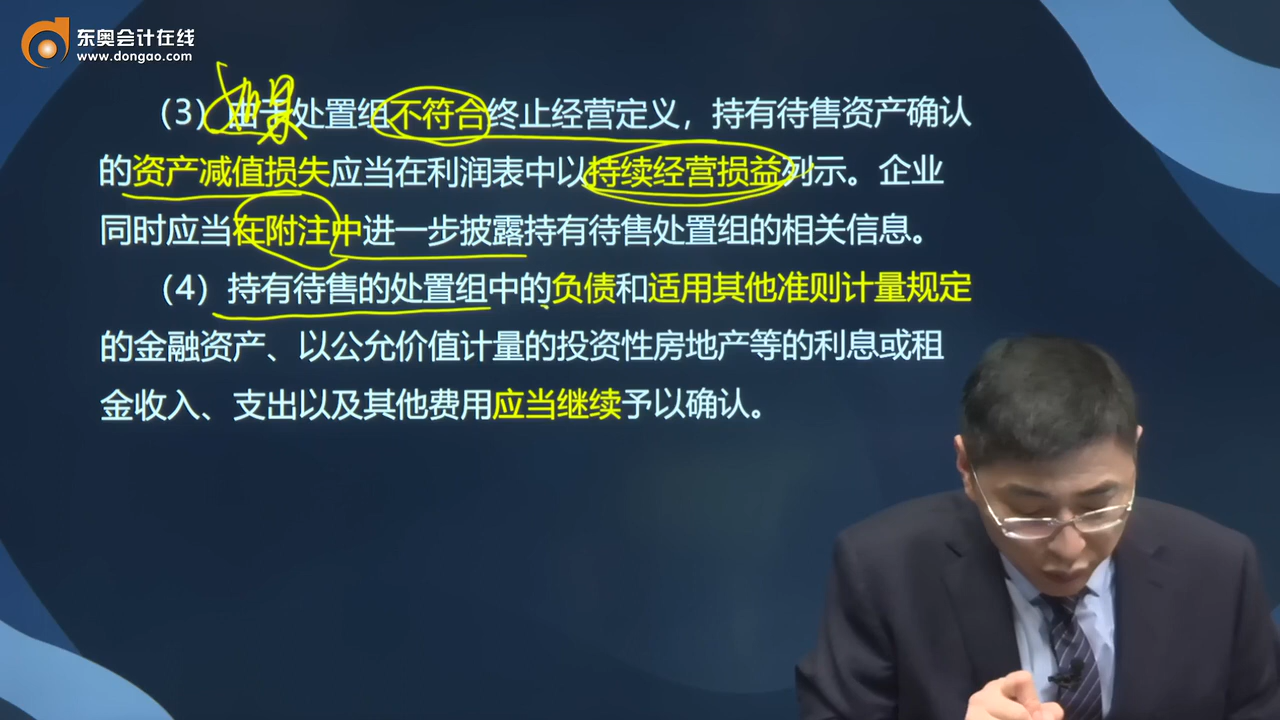 东奥会计在线
www.dongao.com
（3）由于处置组不符合终止经营定义，持有待售资产确认
的资产减值损失应当在利润表中以持续经营损益列示。企业
同时应当在附注中进一步披露持有待售处置组的相关信息。
（4）持有待售的处置组中的负债和适用其他准则计量规定
的金融资产、以公允价值计量的投资性房地产等的利息或租
金收入、支出以及其他费用应当继续予以确认。